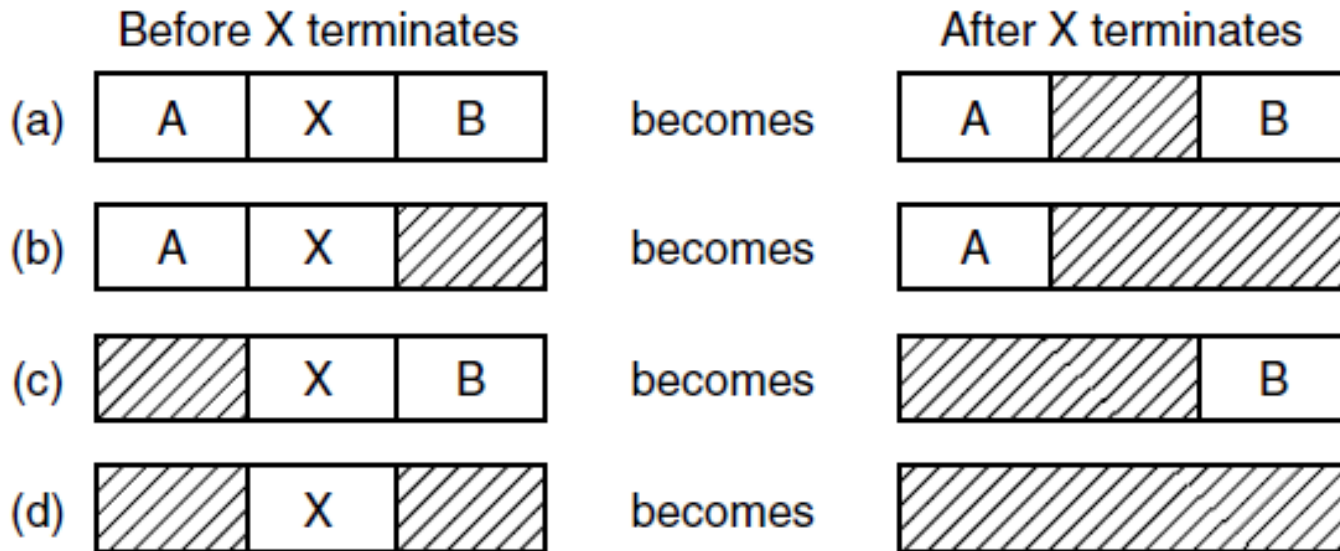 Before X terminates After X terminates
(a) A X B becomes A B
(b) A X becomes A
(c) X B becomes B
(d) X becomes